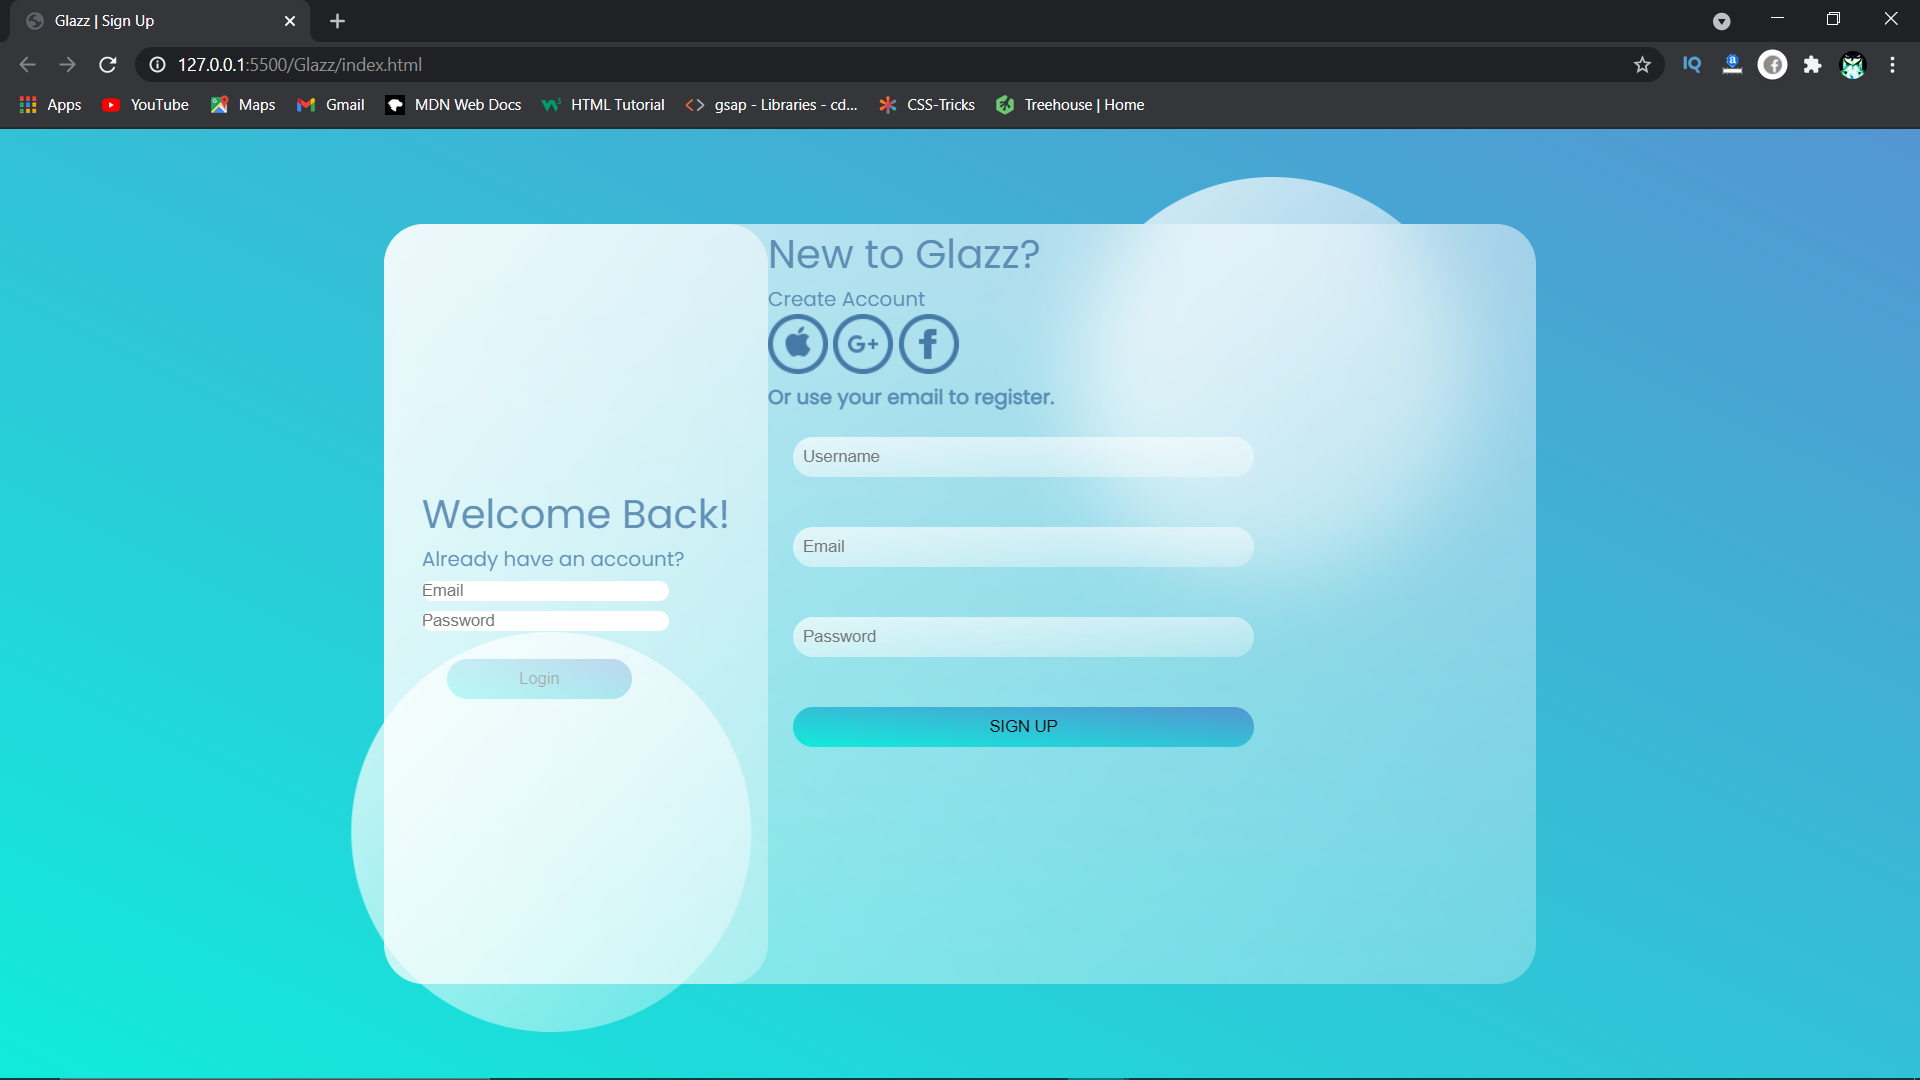 Glazz | Sign Up
127.0.0.1:5500/Glazz/index.html
IQ
a
Apps YouTube Maps Gmail MDN Web Docs HTML Tutorial gsap - Libraries - cd... CSS-Tricks Treehouse | Home
New to Glazz?
Create Account
G+ f
Or use your email to register.
Username
Email
Password
SIGN UP
Welcome Back!
Already have an account?
Email
Password
Login